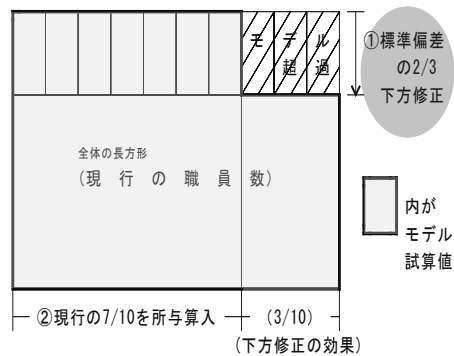 モデル
超過
①標準偏差
の2/3
下方修正
全体の長方形
(現行の職員数)
内が
モデル
試算値
②現行の7/10を所与算入
(3/10)
(下方修正の効果)